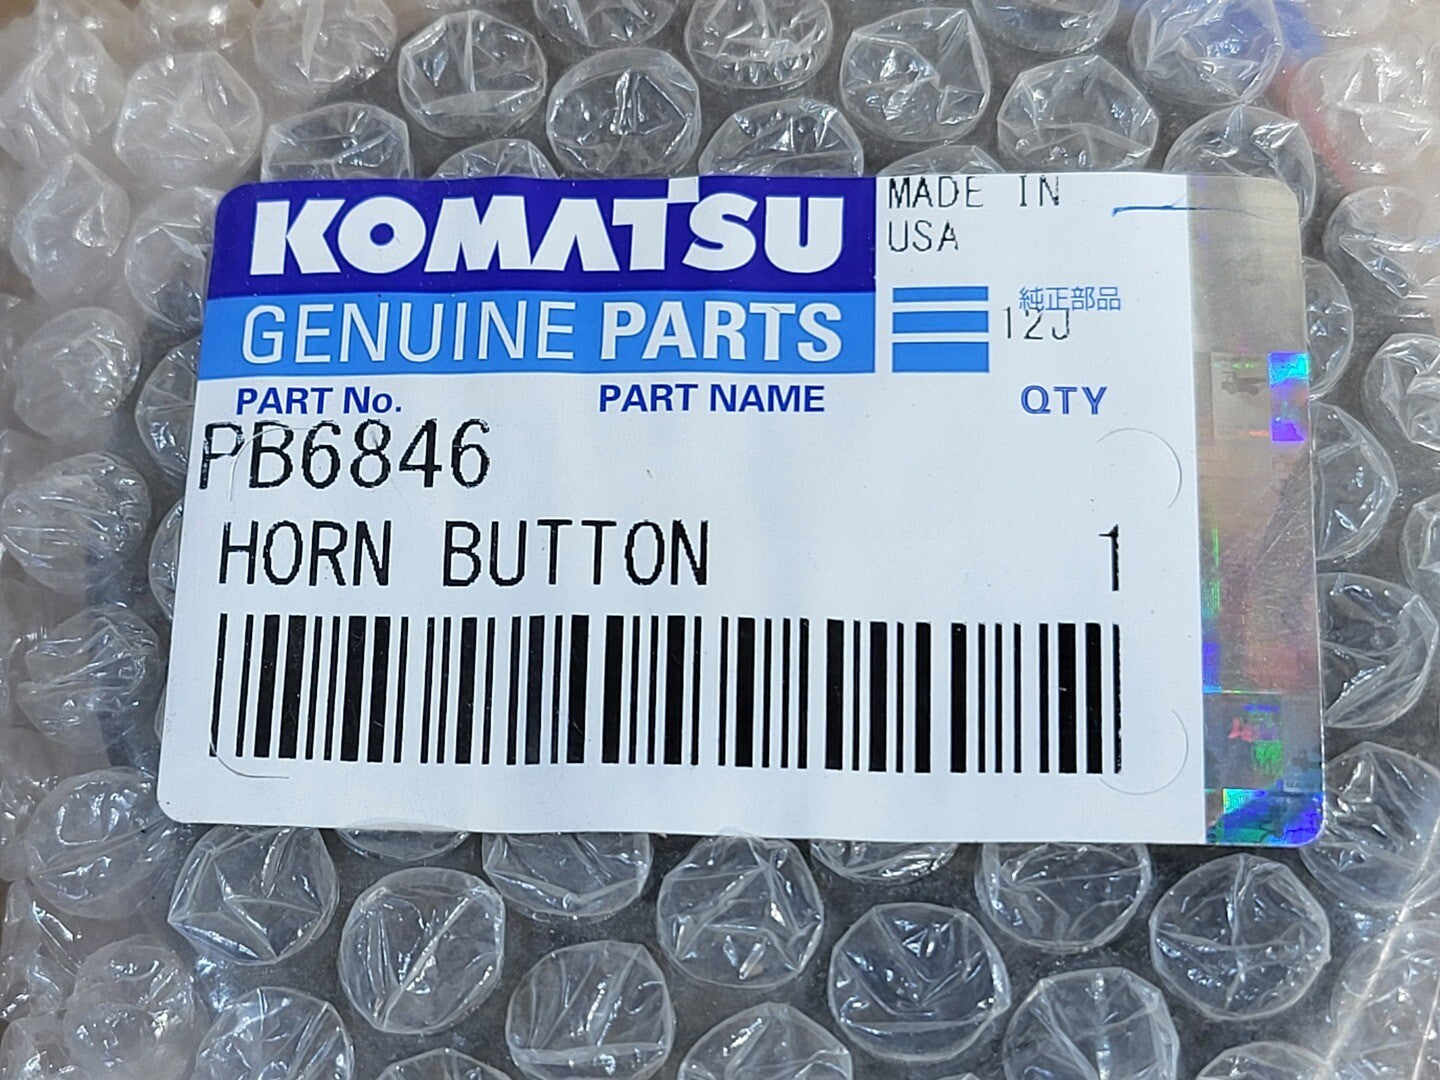 KOMATSU
GENUINE PARTS
MADE IN
USA
純正部品
12J
PART No. PART NAME QTY
PB6846
HORN BUTTON 1